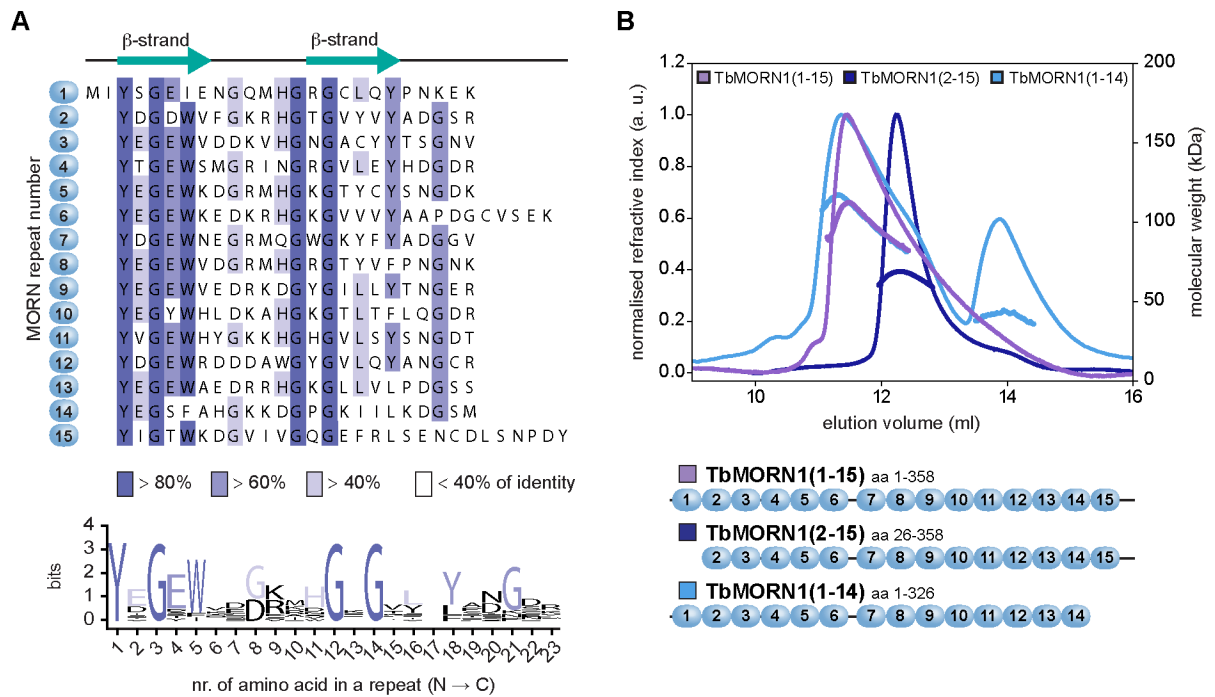 A
β-strand β-strand
MORN repeat number
1 M I Y S G E I E N G Q M H G R G C L Q Y P N K E K
2 Y D G D W V F G K R H G T G V Y V Y A D G S R
3 Y E G E W V D D K V H G N G A C Y Y T S G N V
4 Y T G E W S M G R I N G R G V L E Y H D G D R
5 Y E G E W K D G R M H G K G T Y C Y S N G D K
6 Y E G E W K E D K R H G K G V V V Y A A P D G C V S E K
7 Y D G E W N E G R M Q G W G K Y F Y A D G G V
8 Y E G E W V D G R M H G R G T Y V F P N G N K
9 Y E G E W V E D R K D G Y G I L L Y T N G E R
10 Y E G Y W H L D K A H G K G T L T F L Q G D R
11 Y V G E W H Y G K K H G H G V L S Y S N G D T
12 Y D G E W R D D D A W G Y G V L Q Y A N G C R
13 Y E G E W A E D R R H G K G L L V L P D G S S
14 Y E G S F A H G K K D G P G K I I L K D G S M
15 Y I G T W K D G V I V G Q G E F R L S E N C D L S N P D Y
> 80% > 60% > 40% < 40% of identity
bits
4
3
2
1
0
1 2 3 4 5 6 7 8 9 10 11 12 13 14 15 16 17 18 19 20 21 22 23
nr. of amino acid in a repeat (N → C)
B
TbMORN1(1-15) TbMORN1(2-15) TbMORN1(1-14)
normalised refractive index (a. u.)
1.2
1.0
0.8
0.6
0.4
0.2
0.0
200
150
100
50
0
molecular weight (kDa)
10 12 14 16
elution volume (ml)
TbMORN1(1-15) aa 1-358
1 2 3 4 5 6 7 8 9 10 11 12 13 14 15
TbMORN1(2-15) aa 26-358
2 3 4 5 6 7 8 9 10 11 12 13 14 15
TbMORN1(1-14) aa 1-326
1 2 3 4 5 6 7 8 9 10 11 12 13 14